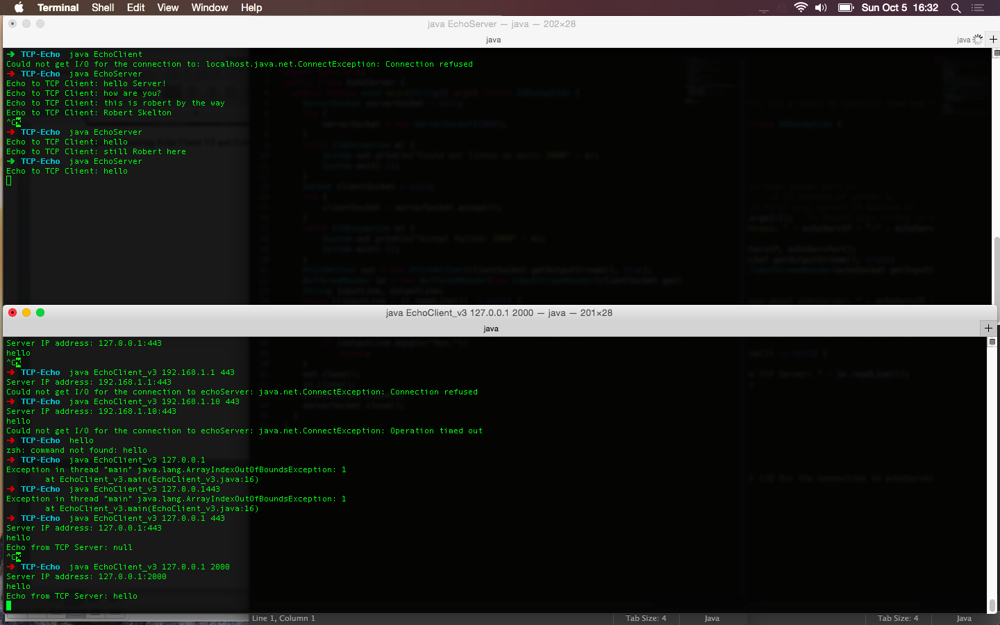 Terminal Shell Edit View Window Help Sun Oct 5 16:32
java EchoServer — java — 202×28
java java
➜ TCP-Echo java EchoClient
Could not get I/O for the connection to: localhost.java.net.ConnectException: Connection refused
➜ TCP-Echo java EchoServer
Echo to TCP Client: hello Server!
Echo to TCP Client: how are you?
Echo to TCP Client: this is robert by the way
Echo to TCP Client: Robert Skelton
^C
➜ TCP-Echo java EchoServer
Echo to TCP Client: hello
Echo to TCP Client: still Robert here
➜ TCP-Echo java EchoServer
Echo to TCP Client: hello
java EchoClient_v3 127.0.0.1 2000 — java — 201×28
java
Server IP address: 127.0.0.1:443
hello
^C
➜ TCP-Echo java EchoClient_v3 192.168.1.1 443
Server IP address: 192.168.1.1:443
Could not get I/O for the connection to echoServer: java.net.ConnectException: Connection refused
➜ TCP-Echo java EchoClient_v3 192.168.1.10 443
Server IP address: 192.168.1.10:443
hello
Could not get I/O for the connection to echoServer: java.net.ConnectException: Operation timed out
➜ TCP-Echo hello
zsh: command not found: hello
➜ TCP-Echo java EchoClient_v3 127.0.0.1
Exception in thread "main" java.lang.ArrayIndexOutOfBoundsException: 1
at EchoClient_v3.main(EchoClient_v3.java:16)
➜ TCP-Echo java EchoClient_v3 127.0.0.1443
Exception in thread "main" java.lang.ArrayIndexOutOfBoundsException: 1
at EchoClient_v3.main(EchoClient_v3.java:16)
➜ TCP-Echo java EchoClient_v3 127.0.0.1 443
Server IP address: 127.0.0.1:443
hello
Echo from TCP Server: null
^C
➜ TCP-Echo java EchoClient_v3 127.0.0.1 2000
Server IP address: 127.0.0.1:2000
hello
Echo from TCP Server: hello
Line 1, Column 1 Tab Size: 4 Java Tab Size: 4 Java